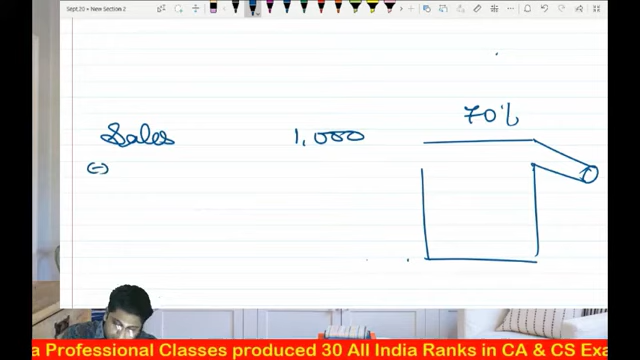 Sept 20 + New Section 2
70%
Sales 1,000
(-)
a Professional Classes produced 30 All India Ranks in CA & CS Exa